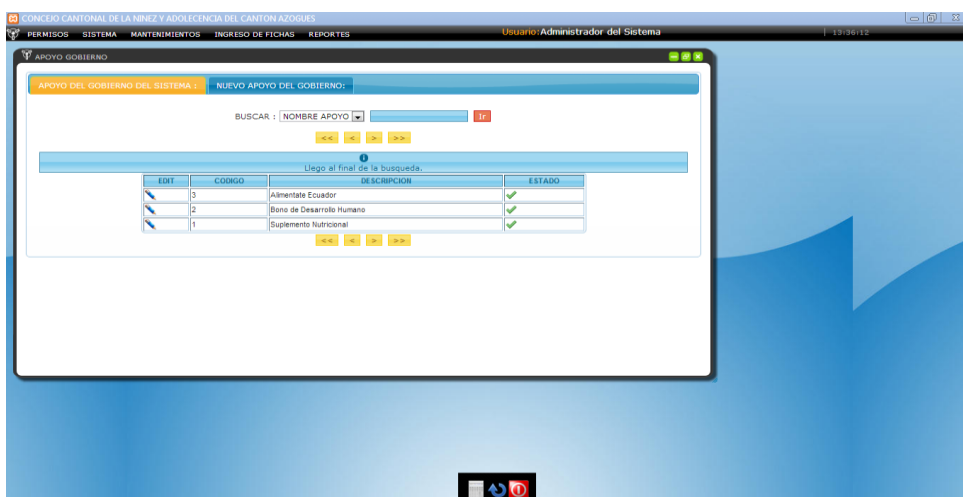 CONCEJO CANTONAL DE LA NINEZ Y ADOLECENCIA DEL CANTON AZOGUES
PERMISOS SISTEMA MANTENIMIENTOS INGRESO DE FICHAS REPORTES Usuario:Administrador del Sistema | 13:36:12
APOYO GOBIERNO
APOYO DEL GOBIERNO DEL SISTEMA : NUEVO APOYO DEL GOBIERNO:
BUSCAR : NOMBRE APOYO Ir
<< < > >>
Llego al final de la busqueda.
EDIT CODIGO DESCRIPCION ESTADO
3 Alimentate Ecuador
2 Bono de Desarrollo Humano
1 Suplemento Nutricional
<< < > >>